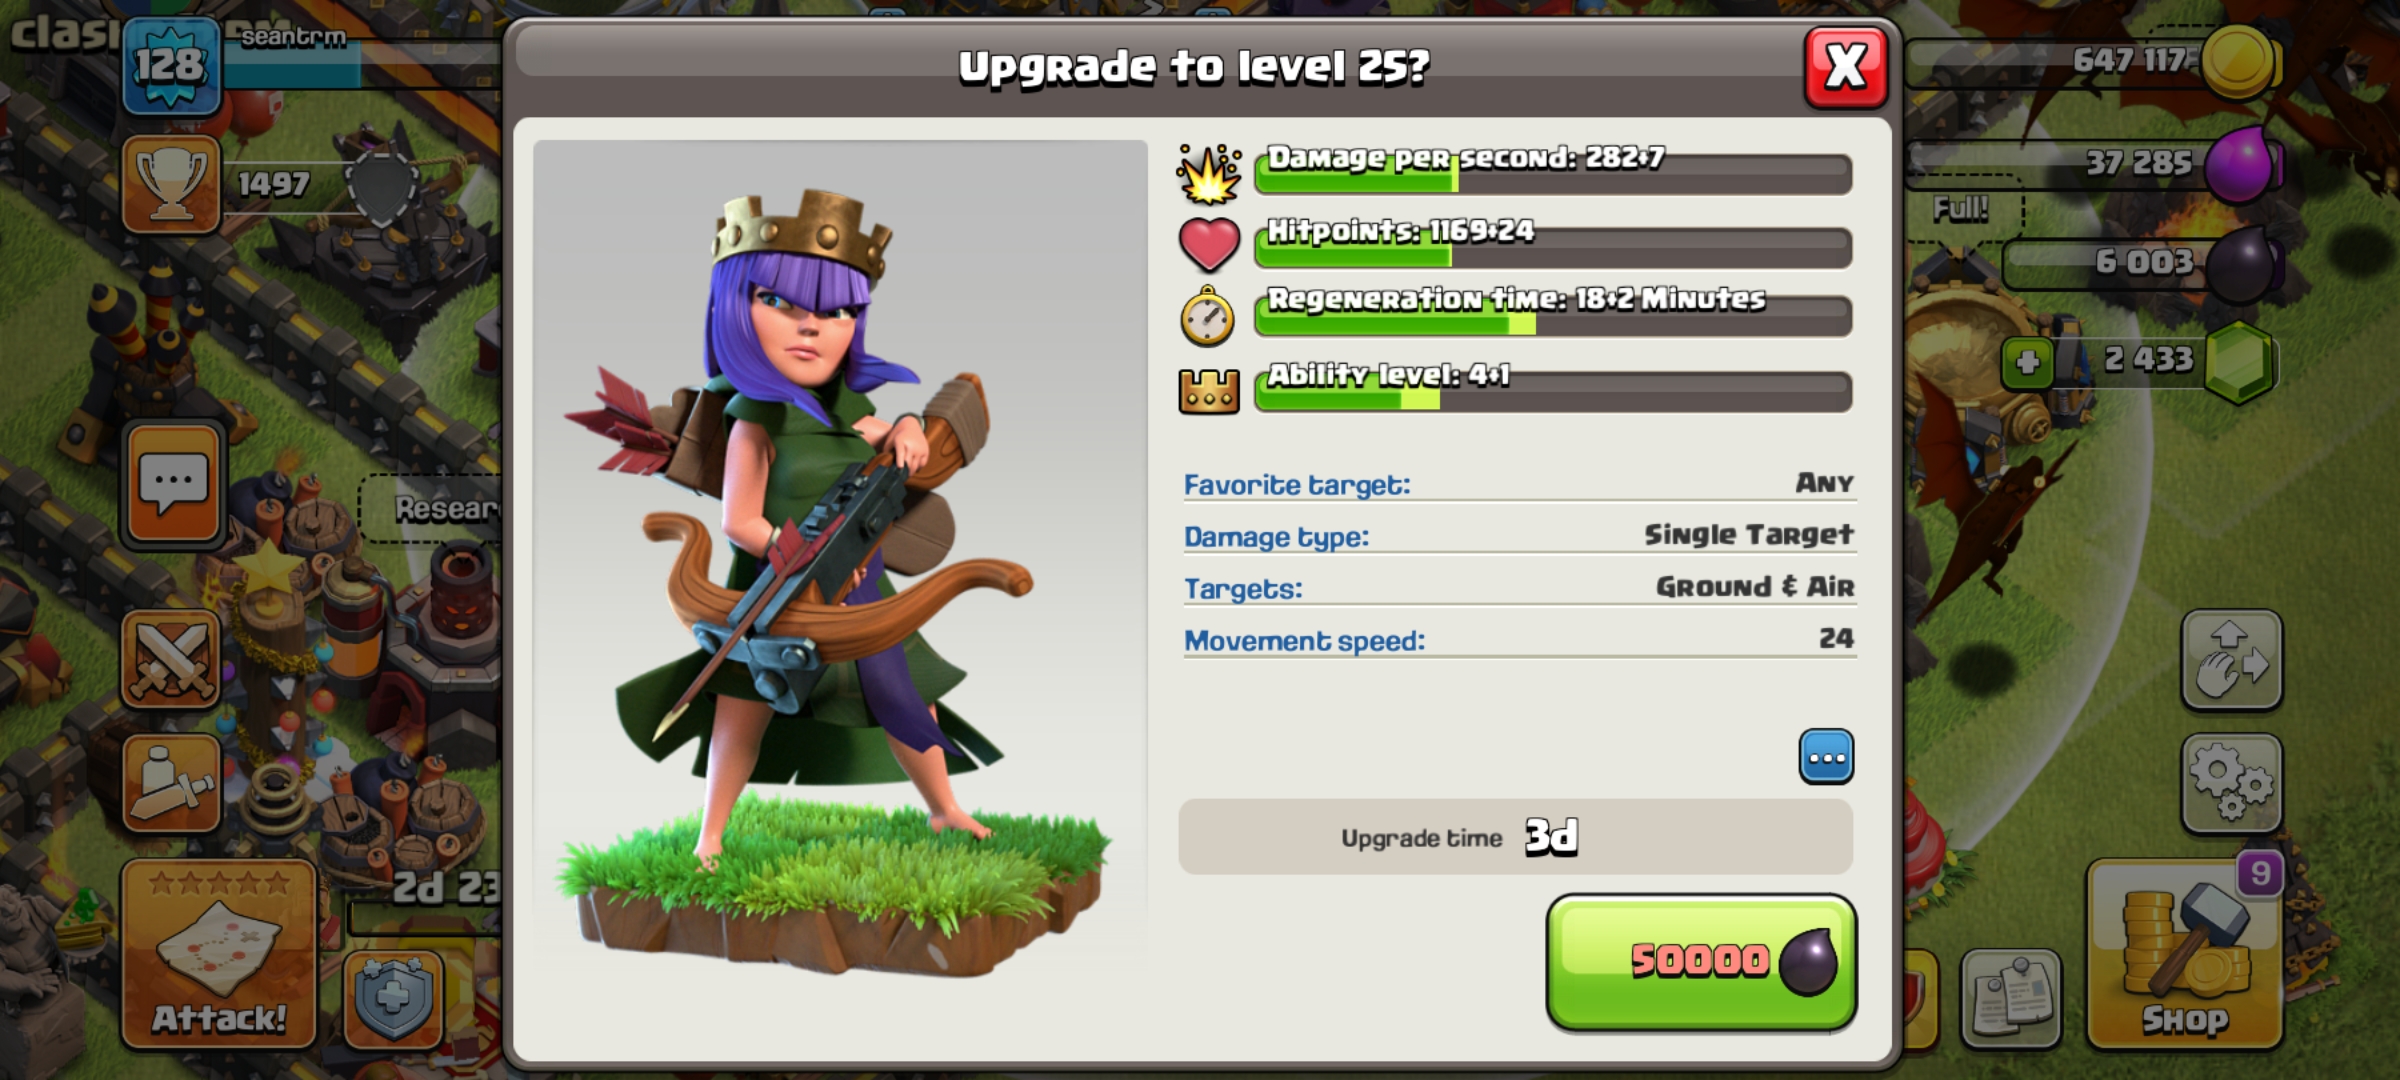 128
seantrm
1497
Resear
2d 23
Attack!
Upgrade to level 25?
X
Damage per second: 282+7
Hitpoints: 1169+24
Regeneration time: 18+2 Minutes
Ability level: 4+1
Favorite target: Any
Damage type: Single Target
Targets: Ground & Air
Movement speed: 24
Upgrade time 3d
50000
647 117
37 285
Full!
6 003
2 433
9
Shop